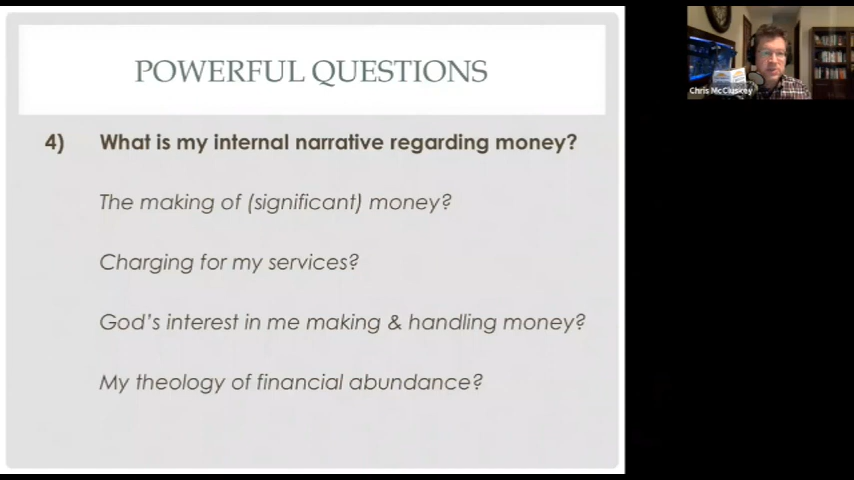 POWERFUL QUESTIONS
4) What is my internal narrative regarding money?
The making of (significant) money?
Charging for my services?
God's interest in me making & handling money?
My theology of financial abundance?
Chris McCluskey